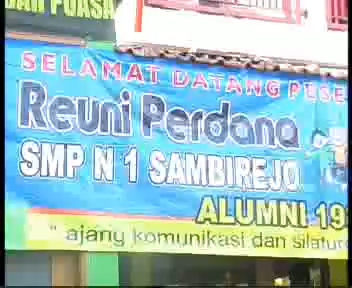 DAN PUASA
SELAMAT DATANG PESE
Reuni Perdana
SMP N 1 SAMBIREJO
ALUMNI 19
" ajang komunikasi dan silatur